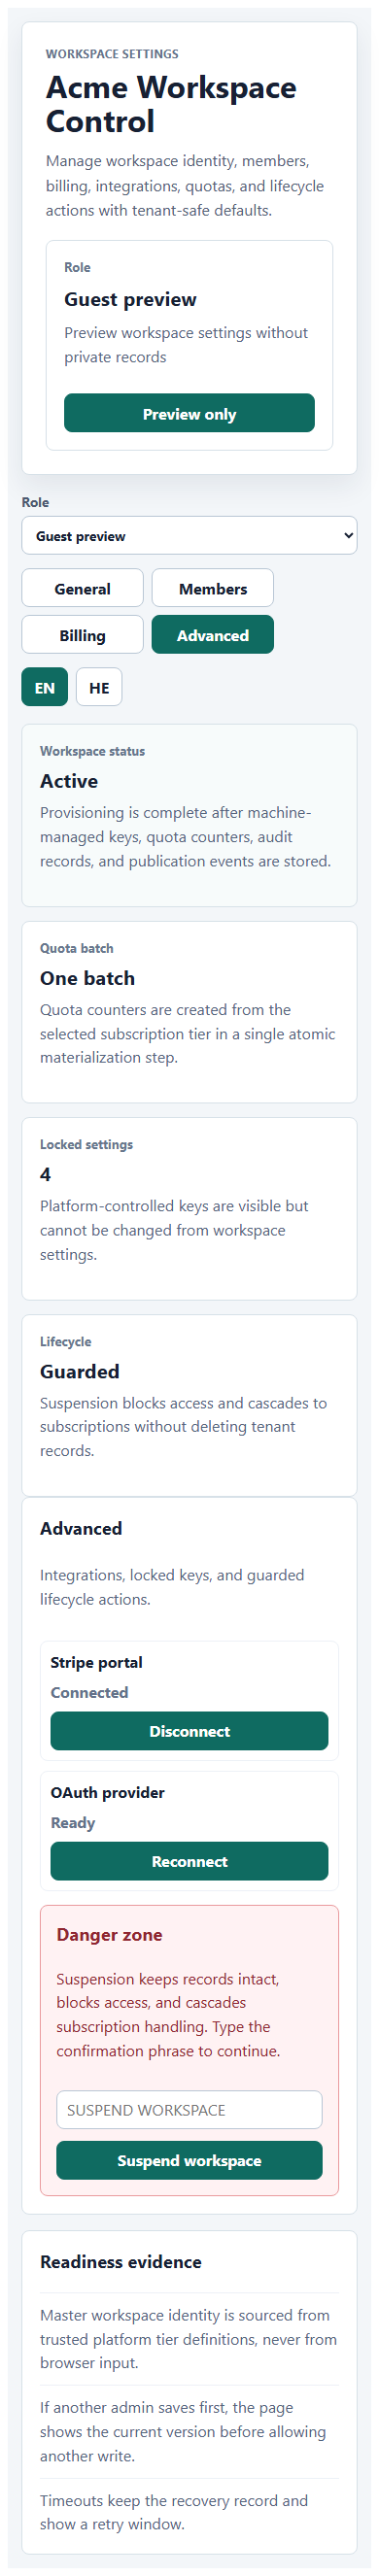 WORKSPACE SETTINGS
Acme Workspace
Control
Manage workspace identity, members,
billing, integrations, quotas, and lifecycle
actions with tenant-safe defaults.
Role
Guest preview
Preview workspace settings without
private records
Preview only
Role
Guest preview
General
Members
Billing
Advanced
EN
HE
Workspace status
Active
Provisioning is complete after machine-
managed keys, quota counters, audit
records, and publication events are stored.
Quota batch
One batch
Quota counters are created from the
selected subscription tier in a single atomic
materialization step.
Locked settings
4
Platform-controlled keys are visible but
cannot be changed from workspace
settings.
Lifecycle
Guarded
Suspension blocks access and cascades to
subscriptions without deleting tenant
records.
Advanced
Integrations, locked keys, and guarded
lifecycle actions.
Stripe portal
Connected
Disconnect
OAuth provider
Ready
Reconnect
Danger zone
Suspension keeps records intact,
blocks access, and cascades
subscription handling. Type the
confirmation phrase to continue.
SUSPEND WORKSPACE
Suspend workspace
Readiness evidence
Master workspace identity is sourced from
trusted platform tier definitions, never from
browser input.
If another admin saves first, the page
shows the current version before allowing
another write.
Timeouts keep the recovery record and
show a retry window.